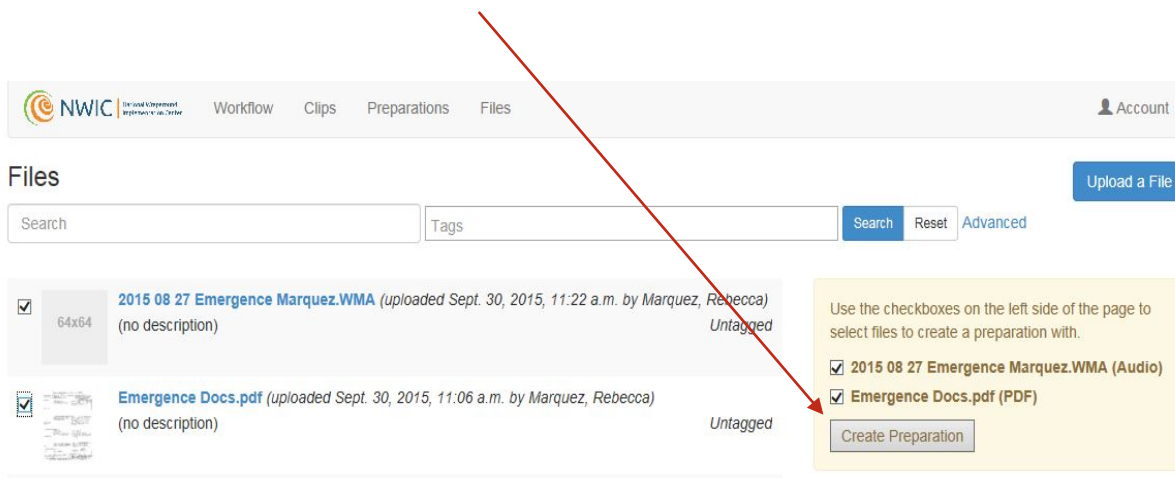 NWIC Workflow Clips Preparations Files Account
Files
Upload a File
Search Tags Search Reset Advanced
2015 08 27 Emergence Marquez.WMA (uploaded Sept. 30, 2015, 11:22 a.m. by Marquez, Rebecca)
64x64
(no description) Untagged
Emergence Docs.pdf (uploaded Sept. 30, 2015, 11:06 a.m. by Marquez, Rebecca)
(no description) Untagged
Use the checkboxes on the left side of the page to
select files to create a preparation with.
2015 08 27 Emergence Marquez.WMA (Audio)
Emergence Docs.pdf (PDF)
Create Preparation